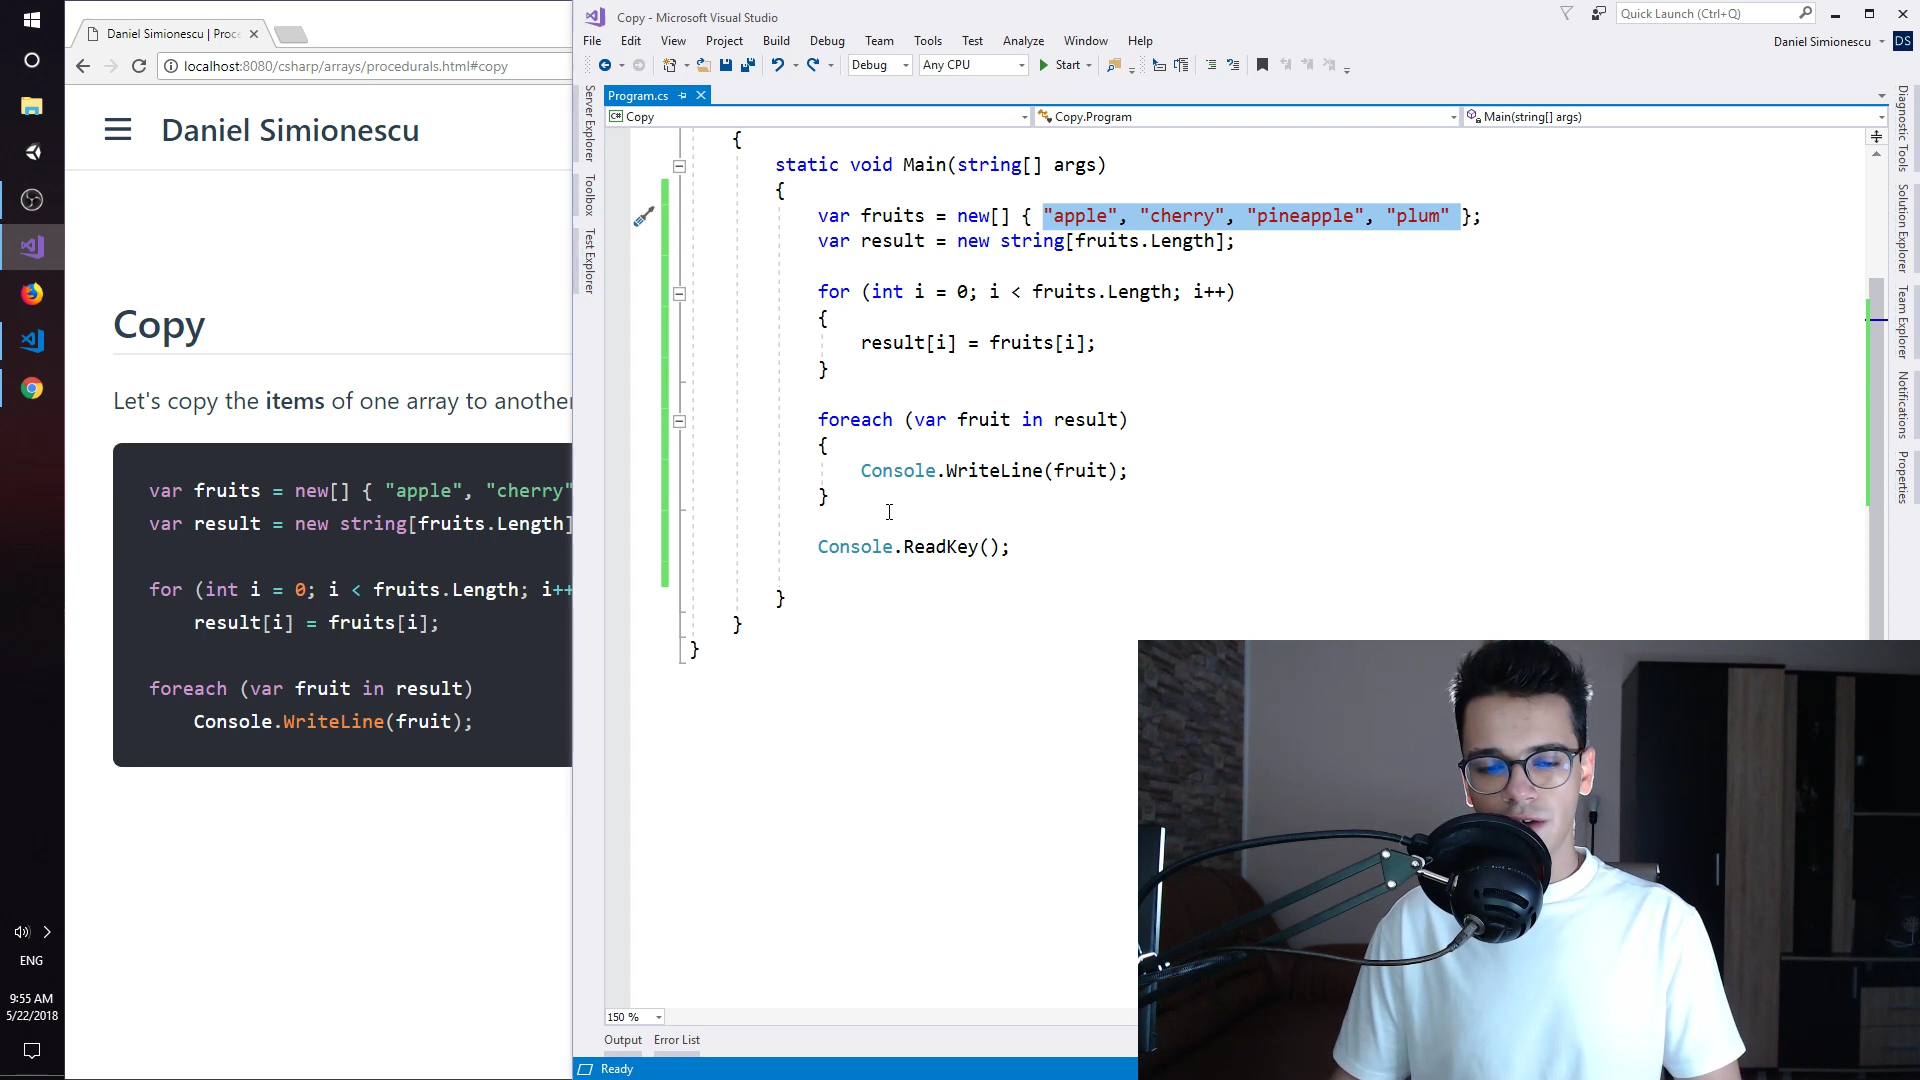 Daniel Simionescu | Proc
localhost:8080/csharp/arrays/procedurals.html#copy
Daniel Simionescu
Copy
Let's copy the items of one array to another
var fruits = new[] { "apple", "cherry"
var result = new string[fruits.Length]
for (int i = 0; i < fruits.Length; i++
result[i] = fruits[i];
foreach (var fruit in result)
Console.WriteLine(fruit);
ENG
9:55 AM
5/22/2018
Copy - Microsoft Visual Studio
Quick Launch (Ctrl+Q)
File Edit View Project Build Debug Team Tools Test Analyze Window Help
Daniel Simionescu DS
Debug Any CPU Start
Program.cs
Copy Copy.Program Main(string[] args)
Server Explorer
Toolbox
Test Explorer
{
static void Main(string[] args)
{
var fruits = new[] { "apple", "cherry", "pineapple", "plum" };
var result = new string[fruits.Length];
for (int i = 0; i < fruits.Length; i++)
{
result[i] = fruits[i];
}
foreach (var fruit in result)
{
Console.WriteLine(fruit);
}
Console.ReadKey();
}
}
}
Diagnostic Tools
Solution Explorer
Team Explorer
Notifications
Properties
150 %
Output Error List
Ready